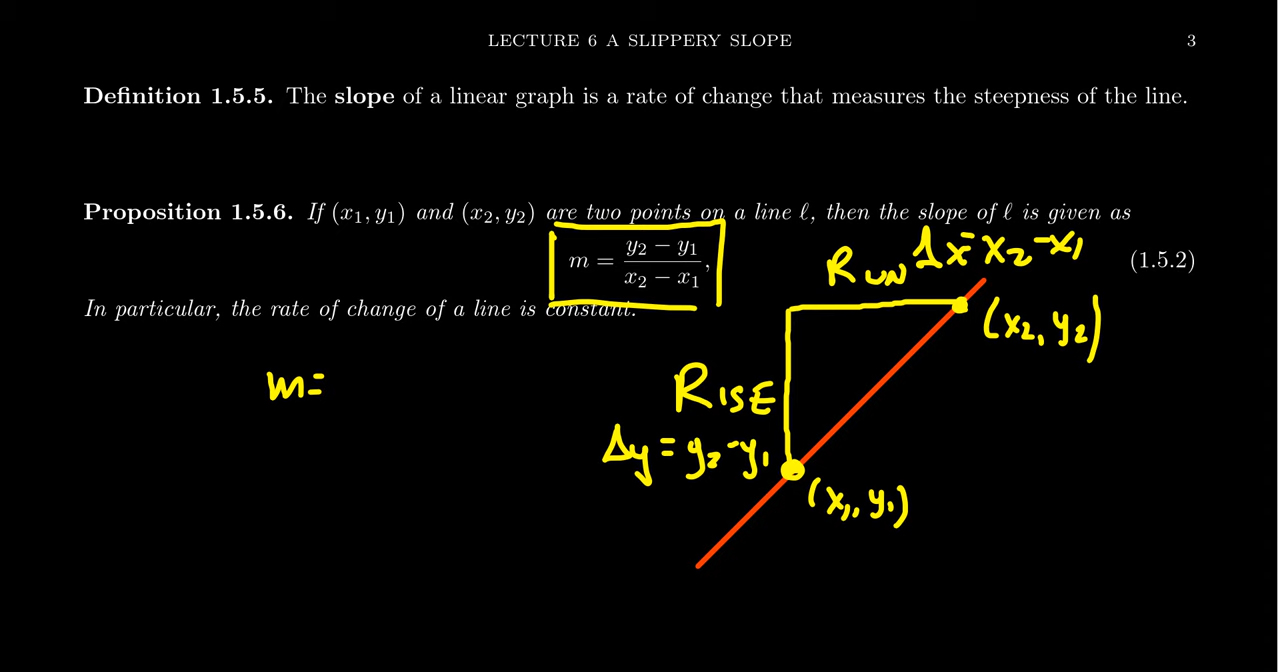 LECTURE 6 A SLIPPERY SLOPE 3
Definition 1.5.5. The slope of a linear graph is a rate of change that measures the steepness of the line.
Proposition 1.5.6. If (x₁, y₁) and (x₂, y₂) are two points on a line ℓ, then the slope of ℓ is given as
m = (y₂ − y₁)/(x₂ − x₁), (1.5.2)
RUN Δx = x₂ − x₁
In particular, the rate of change of a line is constant.
(x₂, y₂)
m =
RISE
Δy = y₂ − y₁
(x₁, y₁)